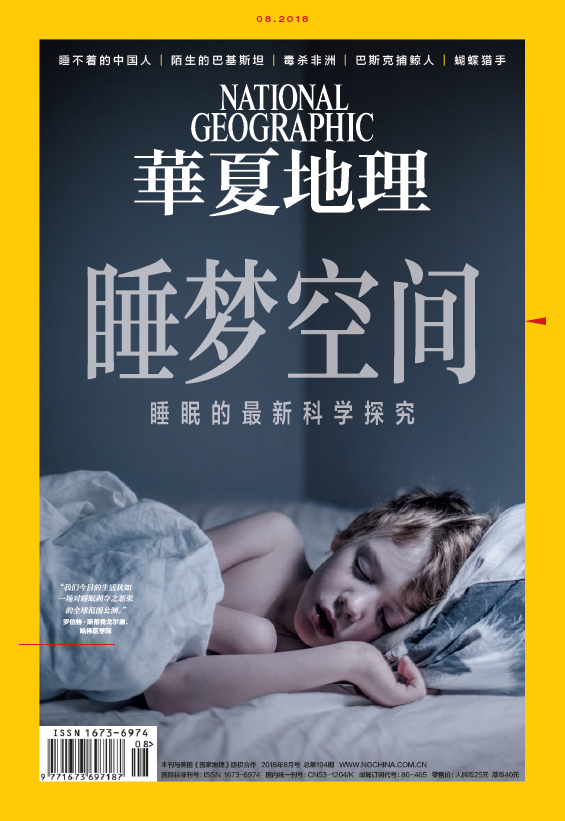 08.2018
睡不着的中国人 | 陌生的巴基斯坦 | 毒杀非洲 | 巴斯克捕鲸人 | 蝴蝶猎手
NATIONAL
GEOGRAPHIC
華夏地理
睡梦空间
睡眠的最新科学探究
“我们今日的生活犹如
一场对睡眠剥夺之恶果
的全球范围公测。”
罗伯特·斯蒂克戈尔德,
哈佛医学院
ISSN 1673-6974
08>
9 771673 697187
本刊与美国《国家地理》版权合作 2018年8月号 总第194期 WWW.NGCHINA.COM.CN
国际标准刊号: ISSN 1673-6974 国内统一刊号: CN53-1204/K 邮局订阅代号: 80-465 零售价: 人民币25元 港币40元